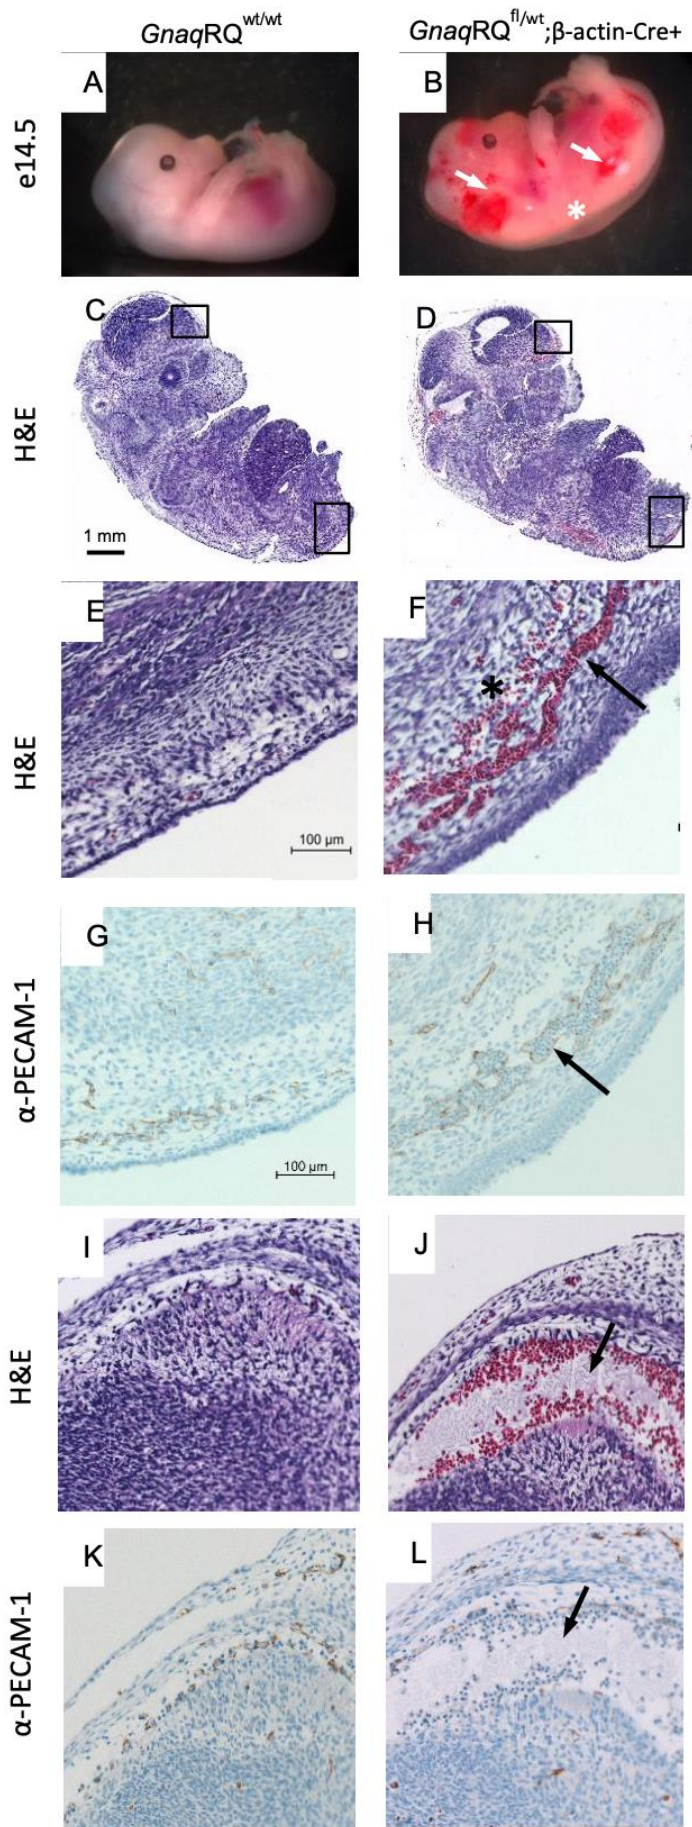 GnaqRQwt/wt
GnaqRQfl/wt;β-actin-Cre+
e14.5
A
B
*
H&E
C
D
1 mm
H&E
E
F
*
100 µm
α-PECAM-1
G
H
100 µm
H&E
I
J
α-PECAM-1
K
L